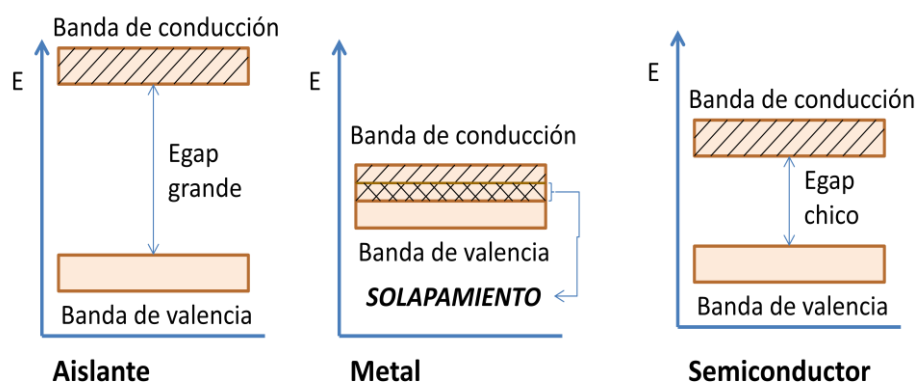 Banda de conducción
E
Egap
grande
Banda de valencia
Aislante
E
Banda de conducción
Banda de valencia
SOLAPAMIENTO
Metal
E
Banda de conducción
Egap
chico
Banda de valencia
Semiconductor